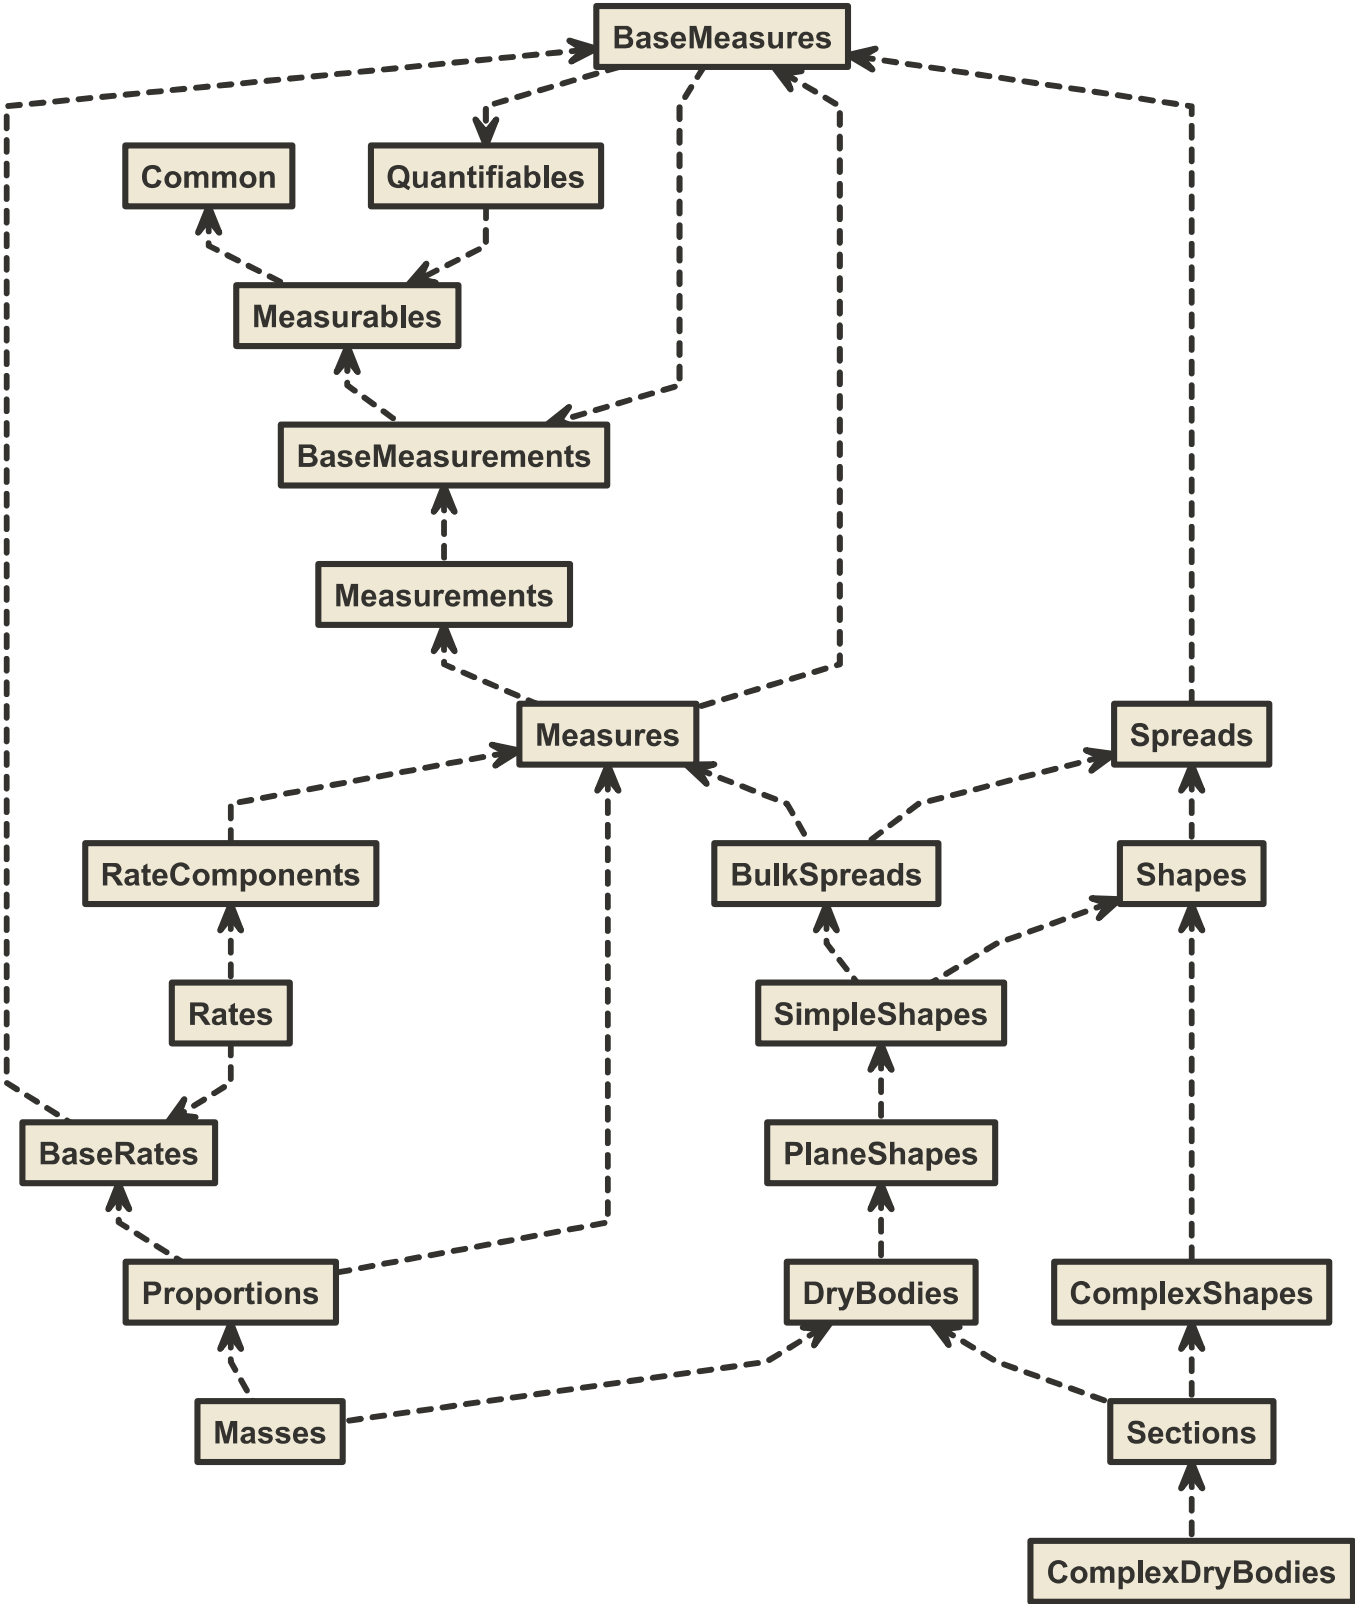 BaseMeasures
Common
Quantifiables
Measurables
BaseMeasurements
Measurements
Measures
Spreads
RateComponents
BulkSpreads
Shapes
Rates
SimpleShapes
BaseRates
PlaneShapes
Proportions
DryBodies
ComplexShapes
Masses
Sections
ComplexDryBodies